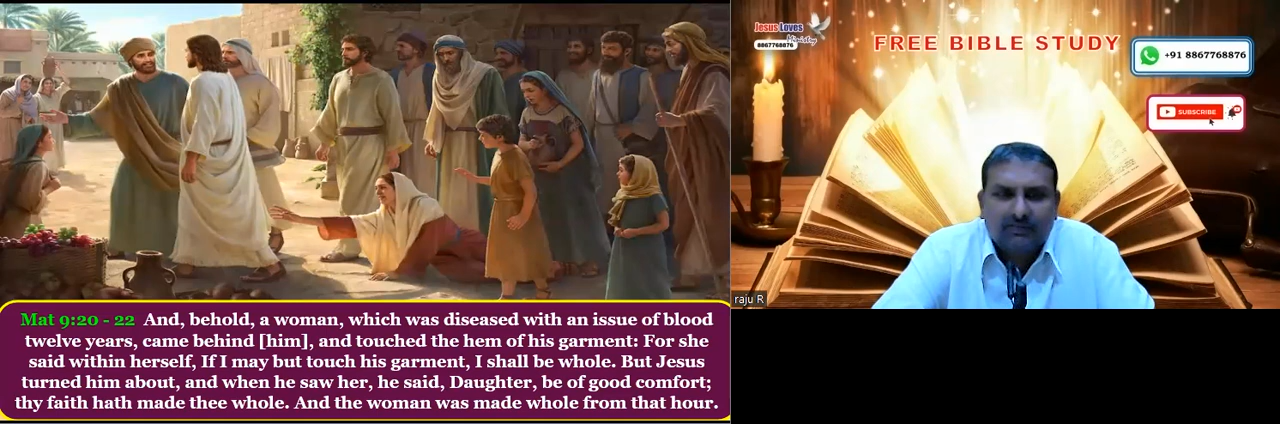 Mat 9:20 - 22 And, behold, a woman, which was diseased with an issue of blood
twelve years, came behind [him], and touched the hem of his garment: For she
said within herself, If I may but touch his garment, I shall be whole. But Jesus
turned him about, and when he saw her, he said, Daughter, be of good comfort;
thy faith hath made thee whole. And the woman was made whole from that hour.
Jesus Loves
Ministry
8867768876
FREE BIBLE STUDY
+91 8867768876
SUBSCRIBE
raju R